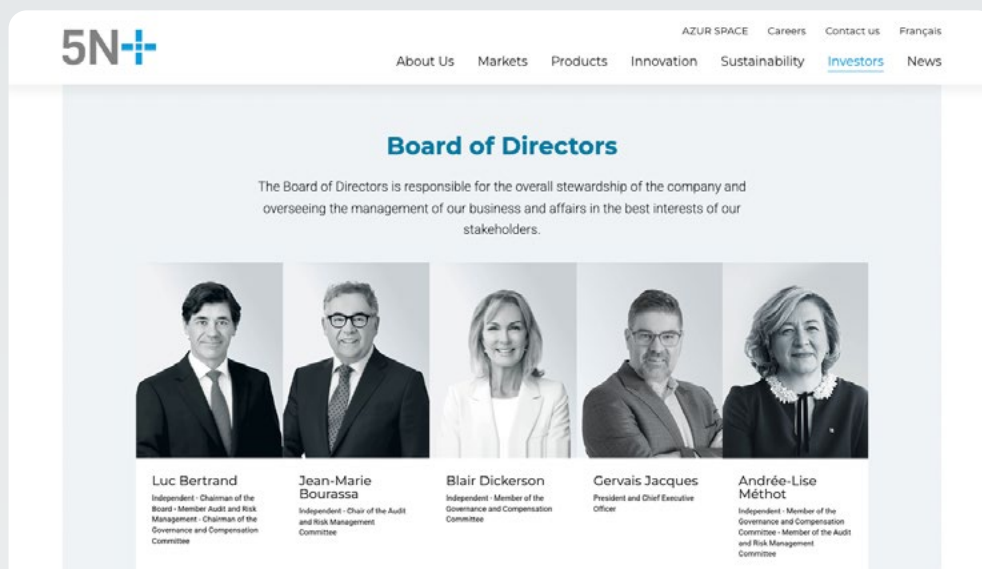 5N+
AZUR SPACE Careers Contact us Français
About Us Markets Products Innovation Sustainability Investors News
Board of Directors
The Board of Directors is responsible for the overall stewardship of the company and
overseeing the management of our business and affairs in the best interests of our
stakeholders.
Luc Bertrand
Independent - Chairman of the
Board - Member Audit and Risk
Management - Chairman of the
Governance and Compensation
Committee
Jean-Marie
Bourassa
Independent - Chair of the Audit
and Risk Management
Committee
Blair Dickerson
Independent - Member of the
Governance and Compensation
Committee
Gervais Jacques
President and Chief Executive
Officer
Andrée-Lise
Méthot
Independent - Member of the
Governance and Compensation
Committee - Member of the Audit
and Risk Management
Committee